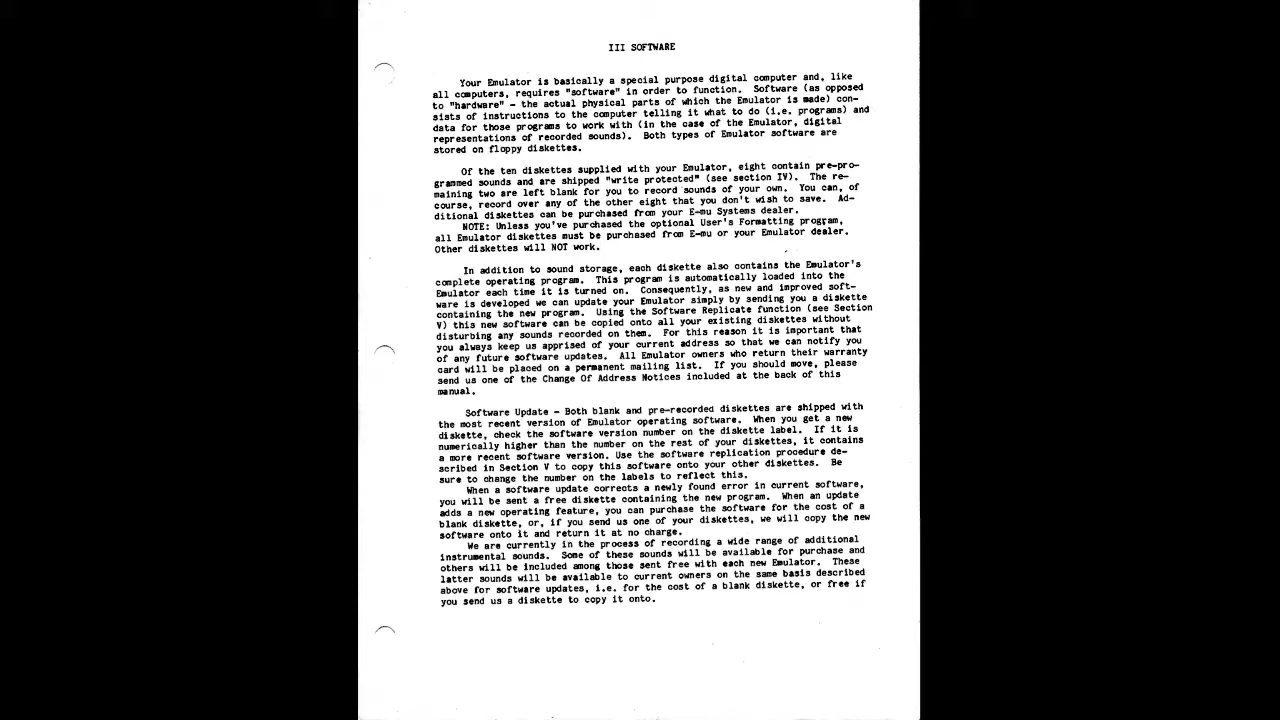 III SOFTWARE
Your Emulator is basically a special purpose digital computer and, like
all computers, requires "software" in order to function. Software (as opposed
to "hardware" - the actual physical parts of which the Emulator is made) con-
sists of instructions to the computer telling it what to do (i.e. programs) and
data for those programs to work with (in the case of the Emulator, digital
representations of recorded sounds). Both types of Emulator software are
stored on floppy diskettes.
Of the ten diskettes supplied with your Emulator, eight contain pre-pro-
grammed sounds and are shipped "write protected" (see section IV). The re-
maining two are left blank for you to record sounds of your own. You can, of
course, record over any of the other eight that you don't wish to save. Ad-
ditional diskettes can be purchased from your E-mu Systems dealer.
NOTE: Unless you've purchased the optional User's Formatting program,
all Emulator diskettes must be purchased from E-mu or your Emulator dealer.
Other diskettes will NOT work.
In addition to sound storage, each diskette also contains the Emulator's
complete operating program. This program is automatically loaded into the
Emulator each time it is turned on. Consequently, as new and improved soft-
ware is developed we can update your Emulator simply by sending you a diskette
containing the new program. Using the Software Replicate function (see Section
V) this new software can be copied onto all your existing diskettes without
disturbing any sounds recorded on them. For this reason it is important that
you always keep us apprised of your current address so that we can notify you
of any future software updates. All Emulator owners who return their warranty
card will be placed on a permanent mailing list. If you should move, please
send us one of the Change Of Address Notices included at the back of this
manual.
Software Update - Both blank and pre-recorded diskettes are shipped with
the most recent version of Emulator operating software. When you get a new
diskette, check the software version number on the diskette label. If it is
numerically higher than the number on the rest of your diskettes, it contains
a more recent software version. Use the software replication procedure de-
scribed in Section V to copy this software onto your other diskettes. Be
sure to change the number on the labels to reflect this.
When a software update corrects a newly found error in current software,
you will be sent a free diskette containing the new program. When an update
adds a new operating feature, you can purchase the software for the cost of a
blank diskette, or, if you send us one of your diskettes, we will copy the new
software onto it and return it at no charge.
We are currently in the process of recording a wide range of additional
instrumental sounds. Some of these sounds will be available for purchase and
others will be included among those sent free with each new Emulator. These
latter sounds will be available to current owners on the same basis described
above for software updates, i.e. for the cost of a blank diskette, or free if
you send us a diskette to copy it onto.